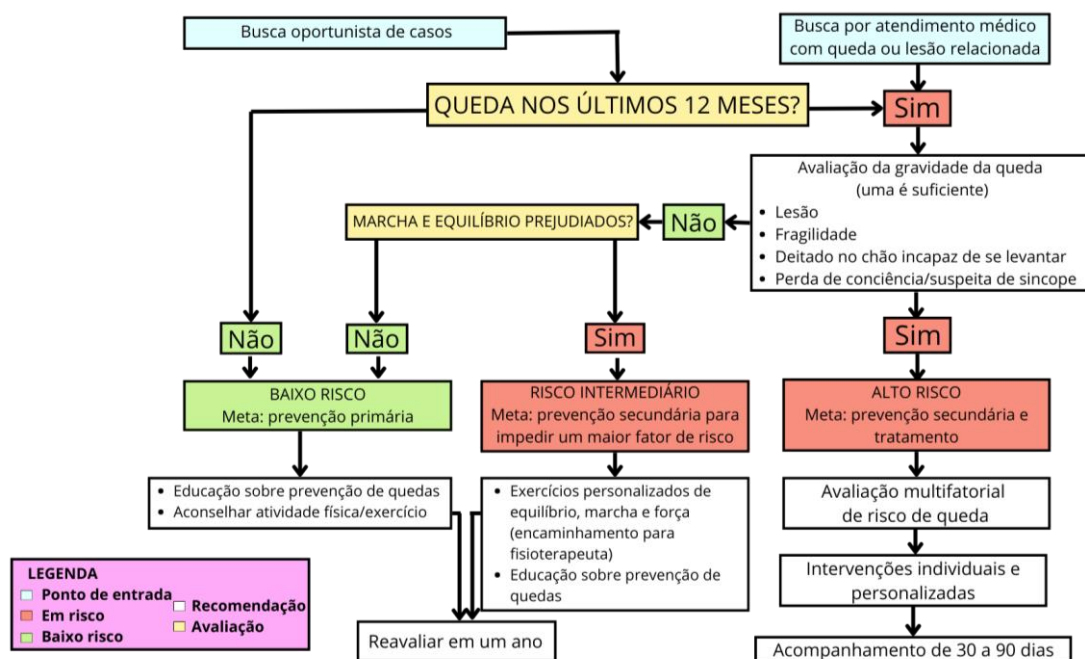 Busca oportunista de casos
Busca por atendimento médico
com queda ou lesão relacionada
QUEDA NOS ÚLTIMOS 12 MESES?
Sim
Avaliação da gravidade da queda
(uma é suficiente)
• Lesão
• Fragilidade
• Deitado no chão incapaz de se levantar
• Perda de conciência/suspeita de sincope
MARCHA E EQUILÍBRIO PREJUDIADOS?
Não
Não
Não
Sim
Sim
BAIXO RISCO
Meta: prevenção primária
RISCO INTERMEDIÁRIO
Meta: prevenção secundária para
impedir um maior fator de risco
ALTO RISCO
Meta: prevenção secundária e
tratamento
• Educação sobre prevenção de quedas
• Aconselhar atividade física/exercício
• Exercícios personalizados de
equilíbrio, marcha e força
(encaminhamento para
fisioterapeuta)
• Educação sobre prevenção de
quedas
Avaliação multifatorial
de risco de queda
Intervenções individuais e
personalizadas
Reavaliar em um ano
Acompanhamento de 30 a 90 dias
LEGENDA
Ponto de entrada
Em risco
Baixo risco
Recomendação
Avaliação